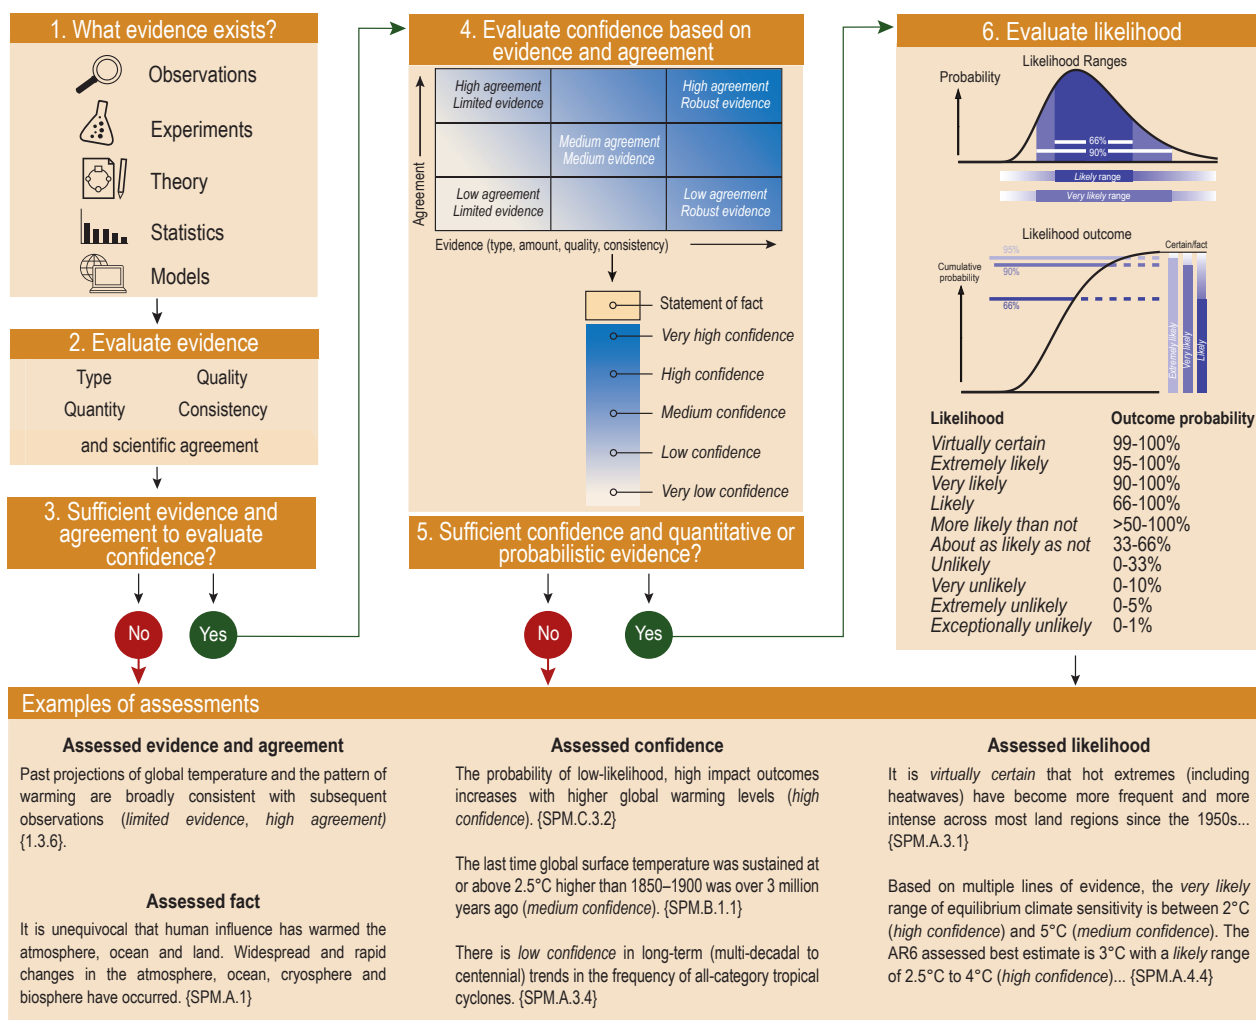 1. What evidence exists?
Observations
Experiments
Theory
Statistics
Models
2. Evaluate evidence
Type
Quality
Quantity
Consistency
and scientific agreement
3. Sufficient evidence and
agreement to evaluate
confidence?
No
Yes
4. Evaluate confidence based on
evidence and agreement
Agreement
High agreement
Limited evidence
High agreement
Robust evidence
Medium agreement
Medium evidence
Low agreement
Limited evidence
Low agreement
Robust evidence
Evidence (type, amount, quality, consistency)
Statement of fact
Very high confidence
High confidence
Medium confidence
Low confidence
Very low confidence
5. Sufficient confidence and quantitative or
probabilistic evidence?
No
Yes
6. Evaluate likelihood
Likelihood Ranges
Probability
66%
90%
Likely range
Very likely range
Likelihood outcome
Certain/fact
Cumulative
probability
95%
90%
66%
Extremely likely
Very likely
Likely
Likelihood Outcome probability
Virtually certain 99-100%
Extremely likely 95-100%
Very likely 90-100%
Likely 66-100%
More likely than not >50-100%
About as likely as not 33-66%
Unlikely 0-33%
Very unlikely 0-10%
Extremely unlikely 0-5%
Exceptionally unlikely 0-1%
Examples of assessments
Assessed evidence and agreement
Past projections of global temperature and the pattern of
warming are broadly consistent with subsequent
observations (limited evidence, high agreement)
{1.3.6}.
Assessed fact
It is unequivocal that human influence has warmed the
atmosphere, ocean and land. Widespread and rapid
changes in the atmosphere, ocean, cryosphere and
biosphere have occurred. {SPM.A.1}
Assessed confidence
The probability of low-likelihood, high impact outcomes
increases with higher global warming levels (high
confidence). {SPM.C.3.2}
The last time global surface temperature was sustained at
or above 2.5°C higher than 1850–1900 was over 3 million
years ago (medium confidence). {SPM.B.1.1}
There is low confidence in long-term (multi-decadal to
centennial) trends in the frequency of all-category tropical
cyclones. {SPM.A.3.4}
Assessed likelihood
It is virtually certain that hot extremes (including
heatwaves) have become more frequent and more
intense across most land regions since the 1950s...
{SPM.A.3.1}
Based on multiple lines of evidence, the very likely
range of equilibrium climate sensitivity is between 2°C
(high confidence) and 5°C (medium confidence). The
AR6 assessed best estimate is 3°C with a likely range
of 2.5°C to 4°C (high confidence)... {SPM.A.4.4}